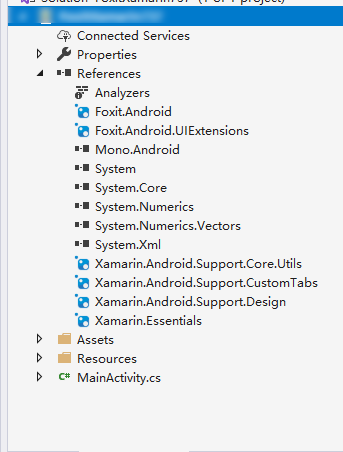 Connected Services
Properties
References
Analyzers
Foxit.Android
Foxit.Android.UIExtensions
Mono.Android
System
System.Core
System.Numerics
System.Numerics.Vectors
System.Xml
Xamarin.Android.Support.Core.Utils
Xamarin.Android.Support.CustomTabs
Xamarin.Android.Support.Design
Xamarin.Essentials
Assets
Resources
C# MainActivity.cs